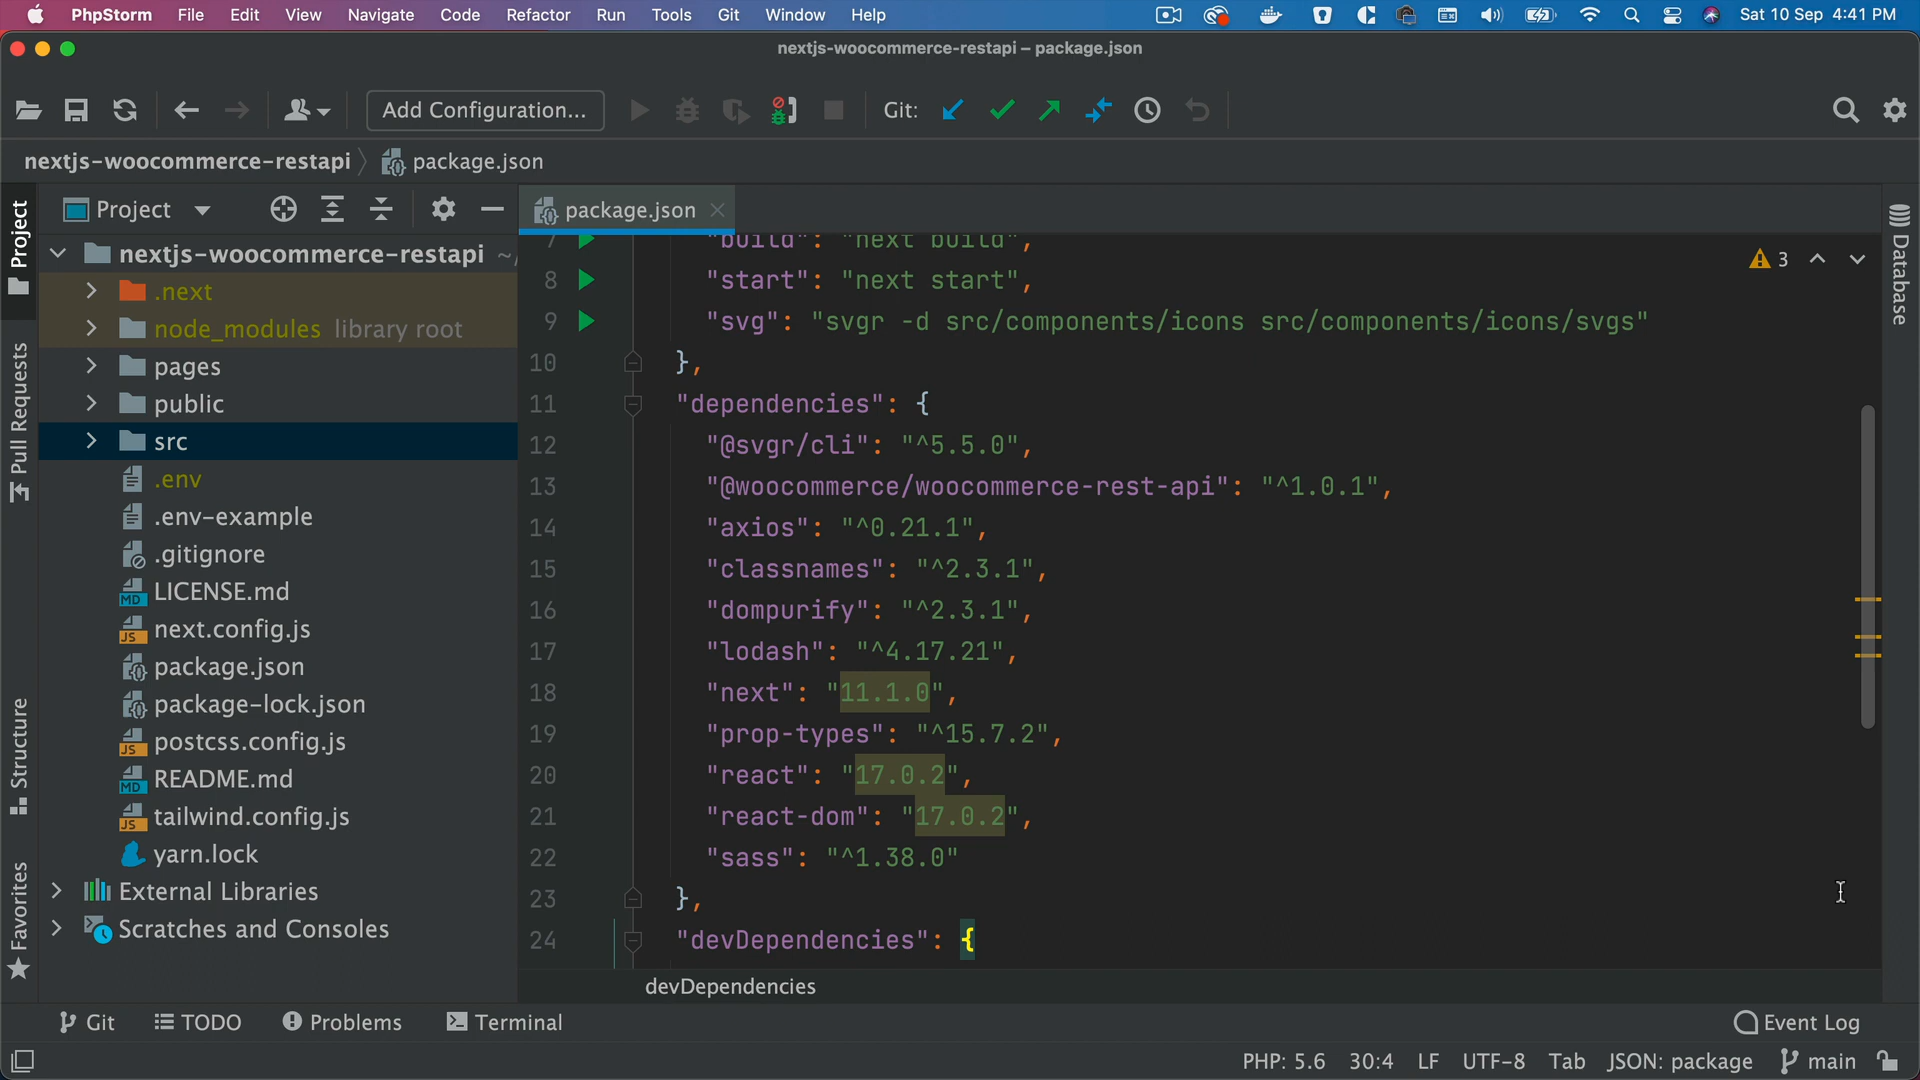 PhpStorm File Edit View Navigate Code Refactor Run Tools Git Window Help Sat 10 Sep 4:41 PM
nextjs-woocommerce-restapi – package.json
Add Configuration... Git:
nextjs-woocommerce-restapi package.json
Project package.json
Project
Pull Requests
Structure
Favorites
Database
nextjs-woocommerce-restapi ~/
.next
node_modules library root
pages
public
src
.env
.env-example
.gitignore
LICENSE.md
next.config.js
package.json
package-lock.json
postcss.config.js
README.md
tailwind.config.js
yarn.lock
External Libraries
Scratches and Consoles
3
7 "build": "next build",
8 "start": "next start",
9 "svg": "svgr -d src/components/icons src/components/icons/svgs"
10 },
11 "dependencies": {
12 "@svgr/cli": "^5.5.0",
13 "@woocommerce/woocommerce-rest-api": "^1.0.1",
14 "axios": "^0.21.1",
15 "classnames": "^2.3.1",
16 "dompurify": "^2.3.1",
17 "lodash": "^4.17.21",
18 "next": "11.1.0",
19 "prop-types": "^15.7.2",
20 "react": "17.0.2",
21 "react-dom": "17.0.2",
22 "sass": "^1.38.0"
23 },
24 "devDependencies": {
devDependencies
Git TODO Problems Terminal Event Log
PHP: 5.6 30:4 LF UTF-8 Tab JSON: package main